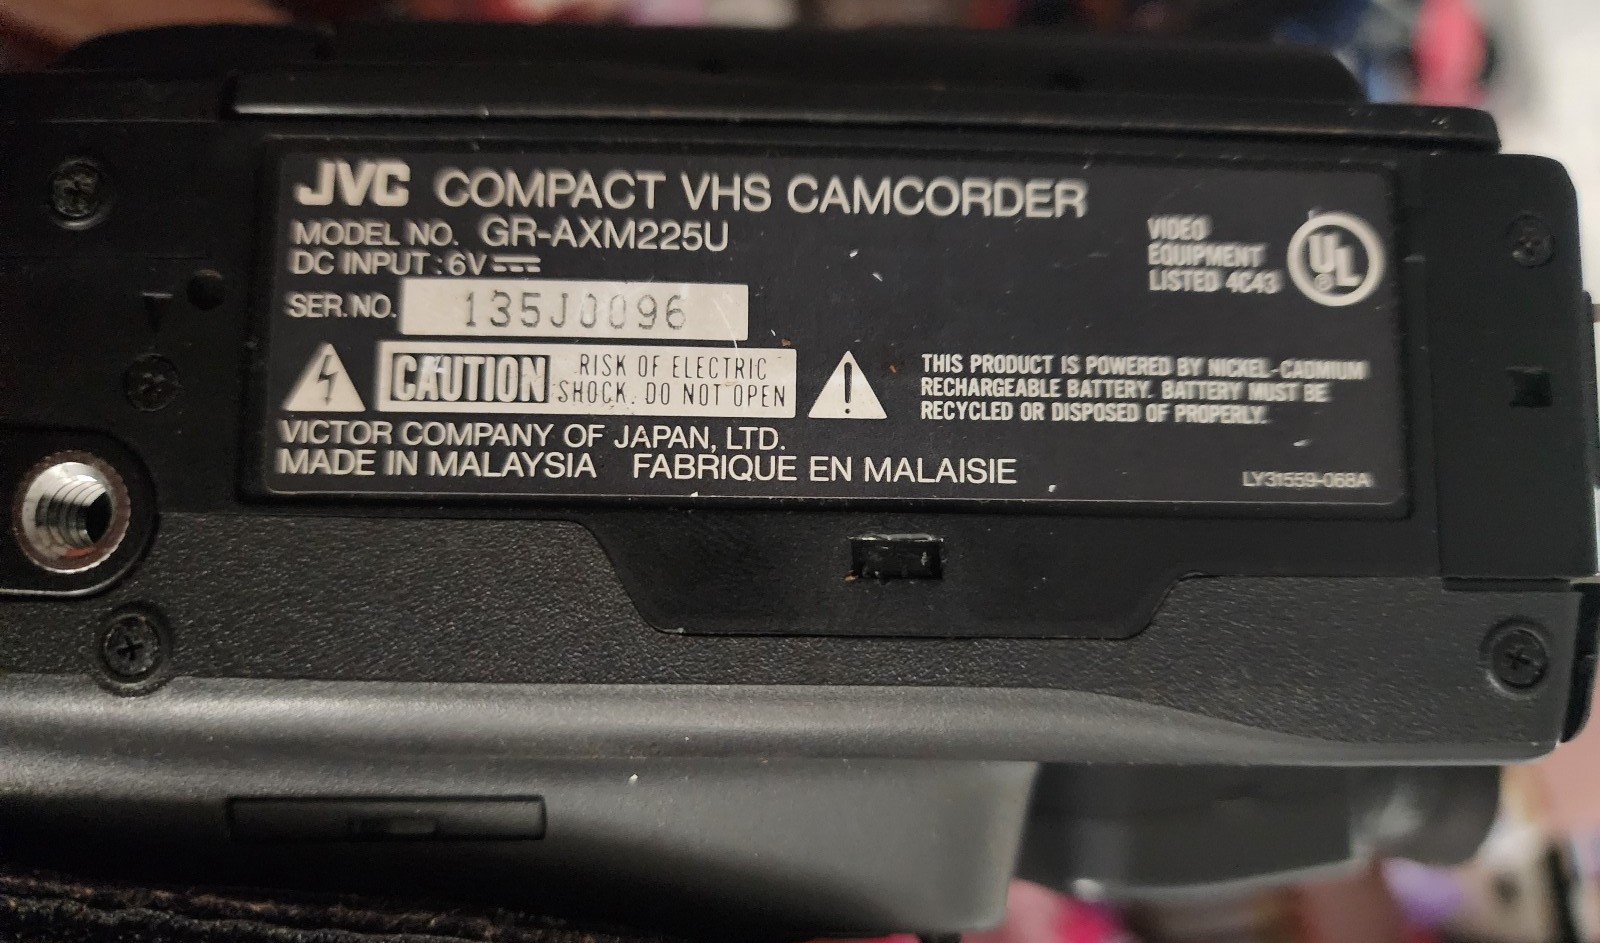 JVC COMPACT VHS CAMCORDER
MODEL NO. GR-AXM225U
DC INPUT : 6V
SER. NO. 135J0096
VIDEO
EQUIPMENT
LISTED 4C43
UL
CAUTION RISK OF ELECTRIC
SHOCK. DO NOT OPEN
THIS PRODUCT IS POWERED BY NICKEL-CADMIUM
RECHARGEABLE BATTERY. BATTERY MUST BE
RECYCLED OR DISPOSED OF PROPERLY.
VICTOR COMPANY OF JAPAN, LTD.
MADE IN MALAYSIA FABRIQUE EN MALAISIE
LY31559-068A